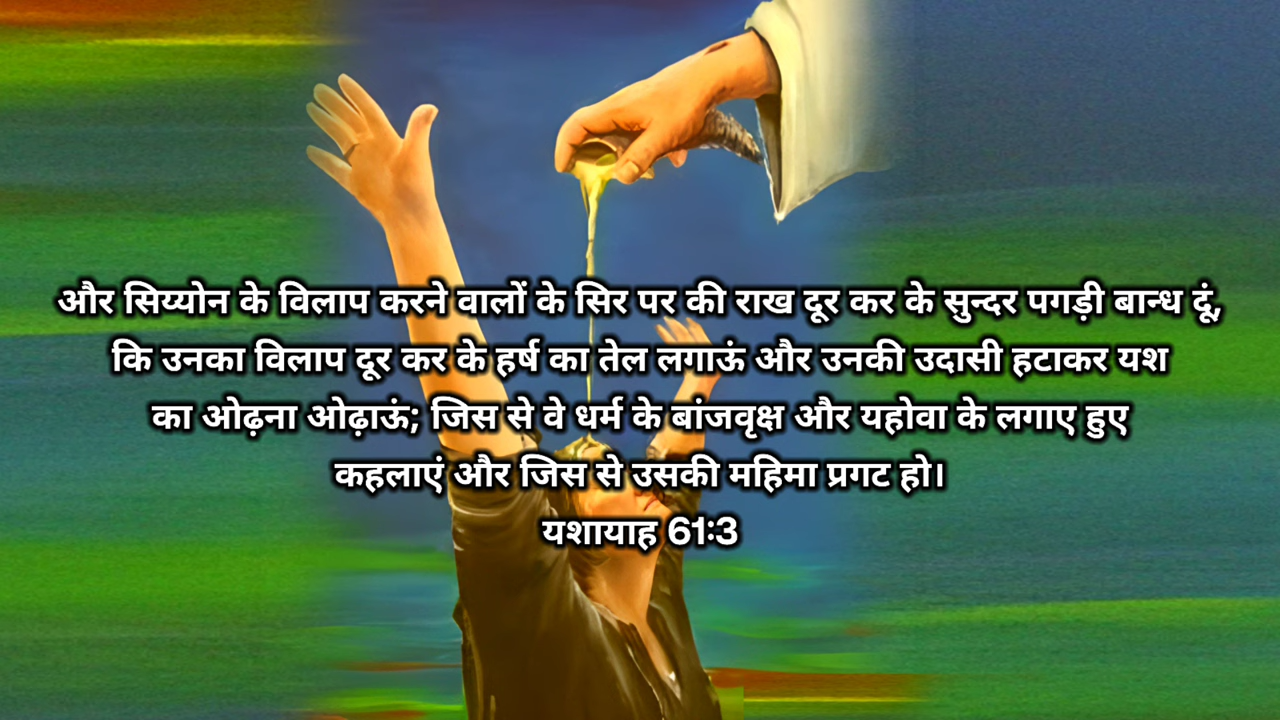 और सिय्योन के विलाप करने वालों के सिर पर की राख दूर कर के सुन्दर पगड़ी बान्ध दूं,
कि उनका विलाप दूर कर के हर्ष का तेल लगाऊं और उनकी उदासी हटाकर यश
का ओढ़ना ओढ़ाऊं; जिस से वे धर्म के बांजवृक्ष और यहोवा के लगाए हुए
कहलाएं और जिस से उसकी महिमा प्रगट हो।
यशायाह 61:3